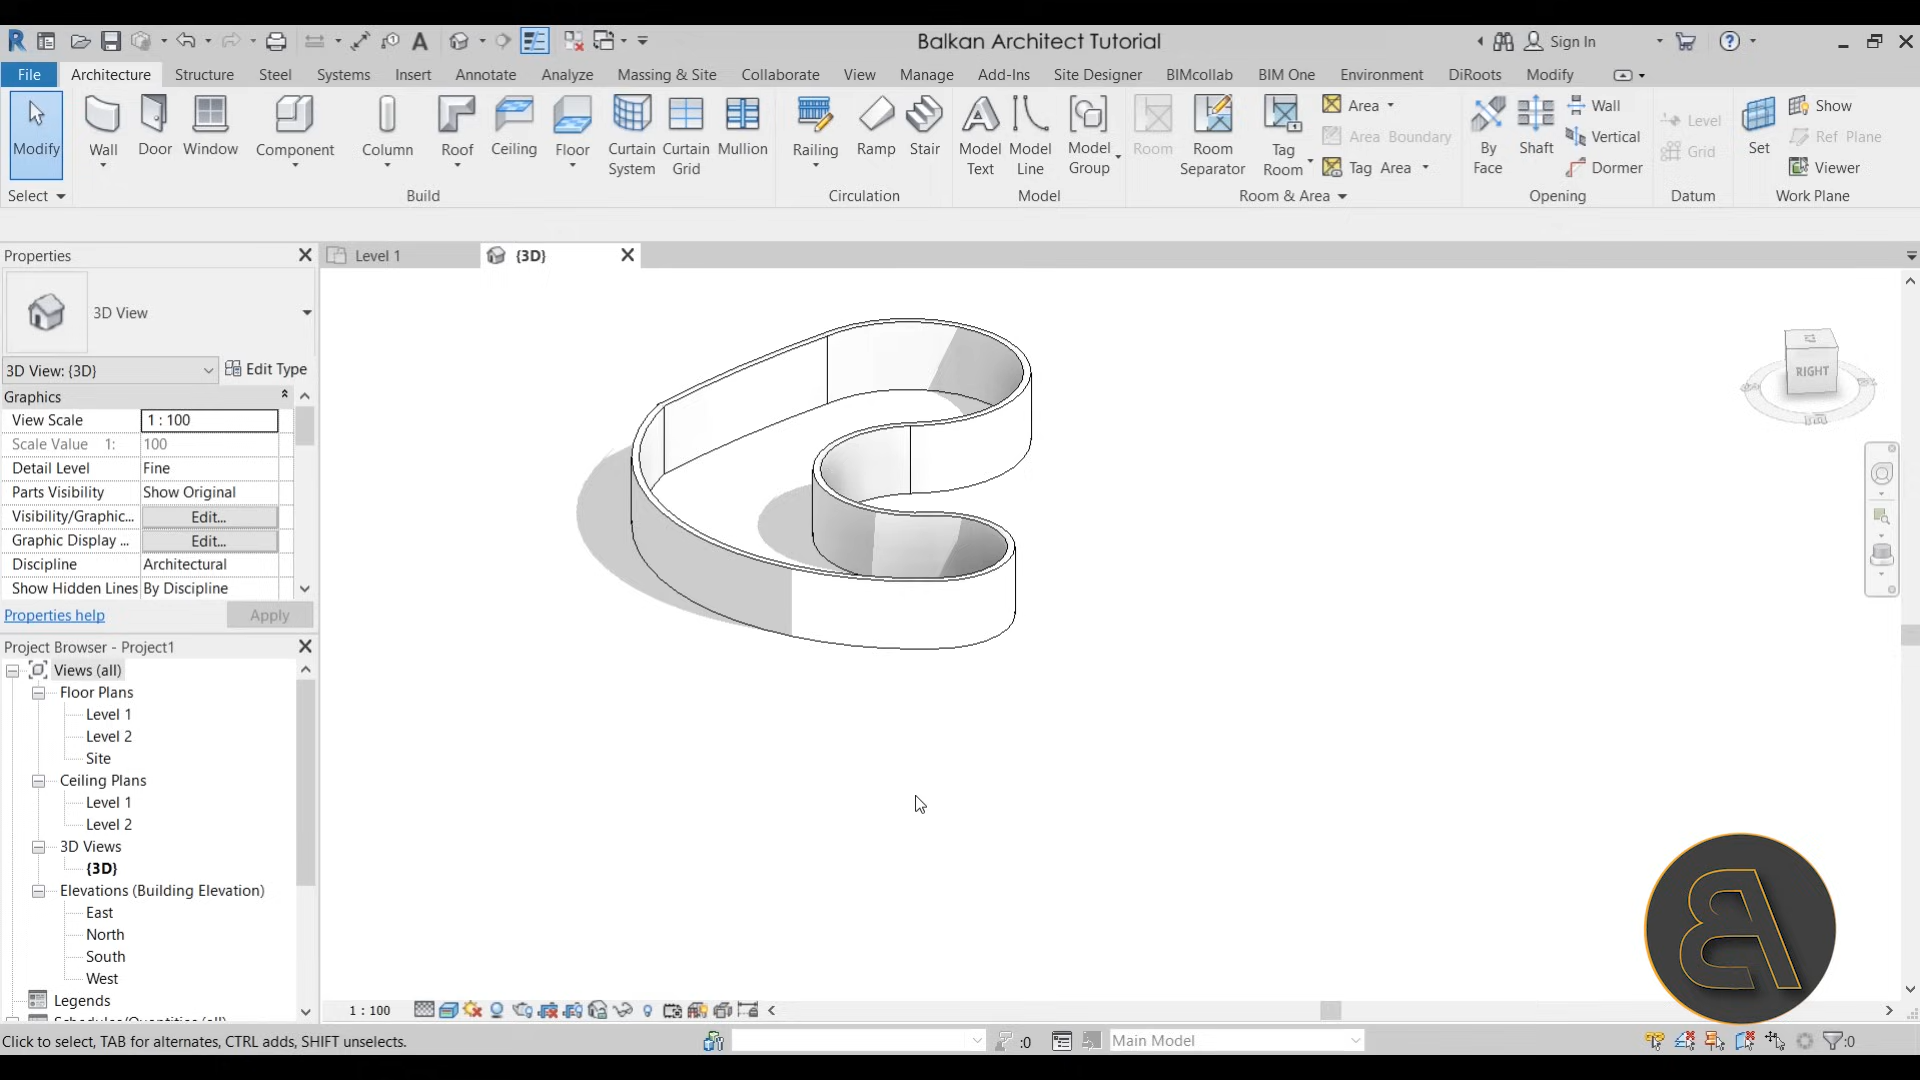 Balkan Architect Tutorial
Sign In
File Architecture Structure Steel Systems Insert Annotate Analyze Massing & Site Collaborate View Manage Add-Ins Site Designer BIMcollab BIM One Environment DiRoots Modify
Modify
Wall
Door
Window
Component
Column
Roof
Ceiling
Floor
Curtain System
Curtain Grid
Mullion
Railing
Ramp
Stair
Model Text
Model Line
Model Group
Room
Room Separator
Tag Room
Area
Area Boundary
Tag Area
By Face
Shaft
Wall
Vertical
Dormer
Level
Grid
Set
Show
Ref Plane
Viewer
Select
Build
Circulation
Model
Room & Area
Opening
Datum
Work Plane
Properties
Level 1
{3D}
3D View
3D View: {3D}
Edit Type
Graphics
View Scale 1 : 100
Scale Value 1: 100
Detail Level Fine
Parts Visibility Show Original
Visibility/Graphic... Edit...
Graphic Display ... Edit...
Discipline Architectural
Show Hidden Lines By Discipline
Properties help
Apply
RIGHT
Project Browser - Project1
Views (all)
Floor Plans
Level 1
Level 2
Site
Ceiling Plans
Level 1
Level 2
3D Views
{3D}
Elevations (Building Elevation)
East
North
South
West
Legends
1 : 100
Click to select, TAB for alternates, CTRL adds, SHIFT unselects.
:0
Main Model
:0